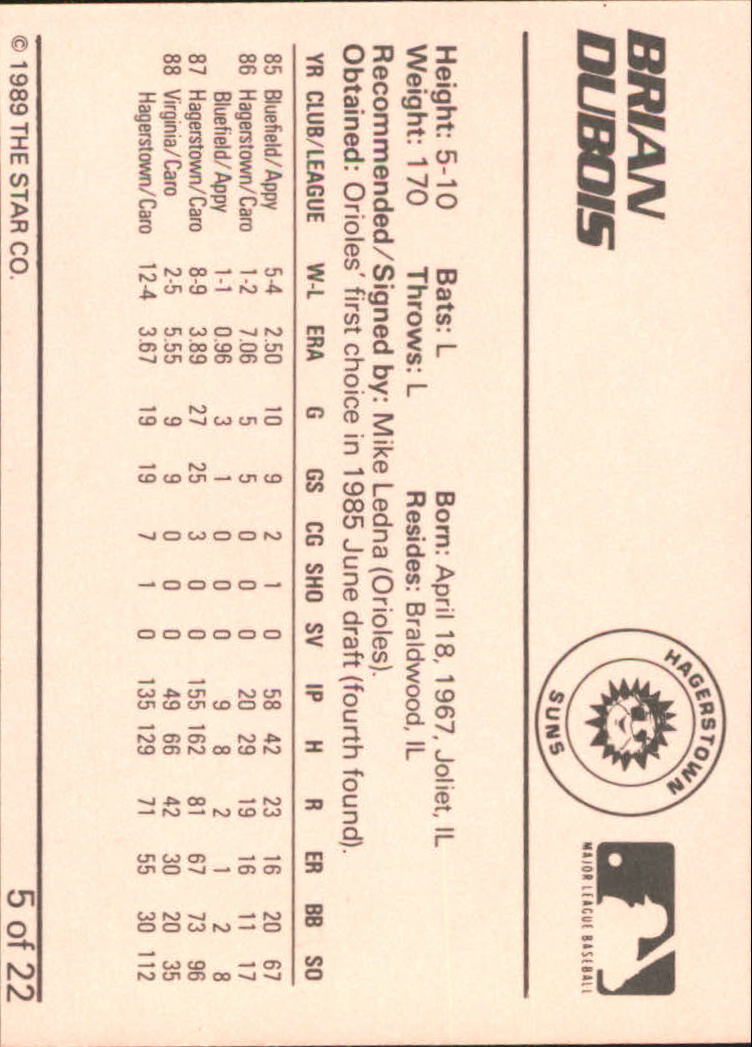 BRIAN
DUBOIS
HAGERSTOWN
SUNS
MAJOR LEAGUE BASEBALL
Height: 5-10 Bats: L Born: April 18, 1967, Joliet, IL
Weight: 170 Throws: L Resides: Braldwood, IL
Recommended/Signed by: Mike Ledna (Orioles).
Obtained: Orioles' first choice in 1985 June draft (fourth found).
YR CLUB/LEAGUE W-L ERA G GS CG SHO SV IP H R ER BB SO
85 Bluefield/Appy 5-4 2.50 10 9 2 1 0 58 42 23 16 20 67
86 Hagerstown/Caro 1-2 7.06 5 5 0 0 0 20 29 19 16 11 17
Bluefield/Appy 1-1 0.96 3 1 0 0 0 9 8 2 1 2 8
87 Hagerstown/Caro 8-9 3.89 27 25 3 0 0 155 162 81 67 73 96
88 Virginia/Caro 2-5 5.55 9 9 0 0 0 49 66 42 30 20 35
Hagerstown/Caro 12-4 3.67 19 19 7 1 0 135 129 71 55 30 112
© 1989 THE STAR CO.
5 of 22